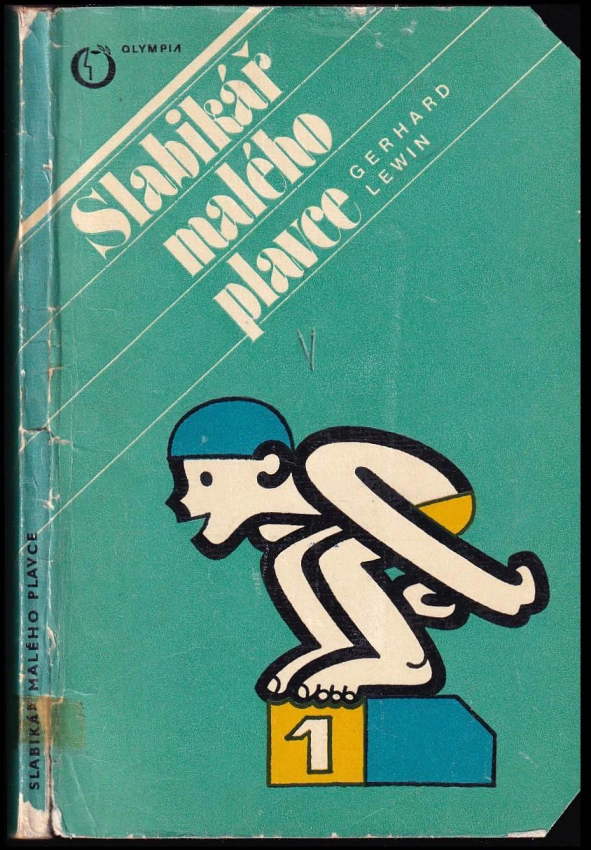 OLYMPIA
Slabikář
malého
plavce
GERHARD
LEWIN
1
SLABIKÁŘ MALÉHO PLAVCE